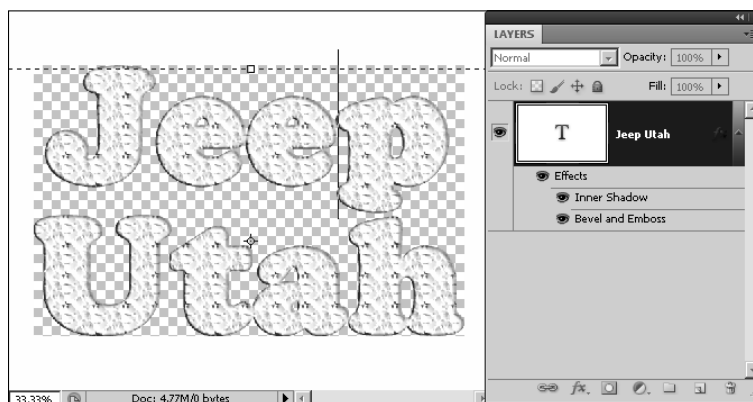 Jeep
Utah
33.33%
Doc: 4.77M/0 bytes
LAYERS
Normal
Opacity: 100%
Lock:
Fill: 100%
T
Jeep Utah
Effects
Inner Shadow
Bevel and Emboss
fx.